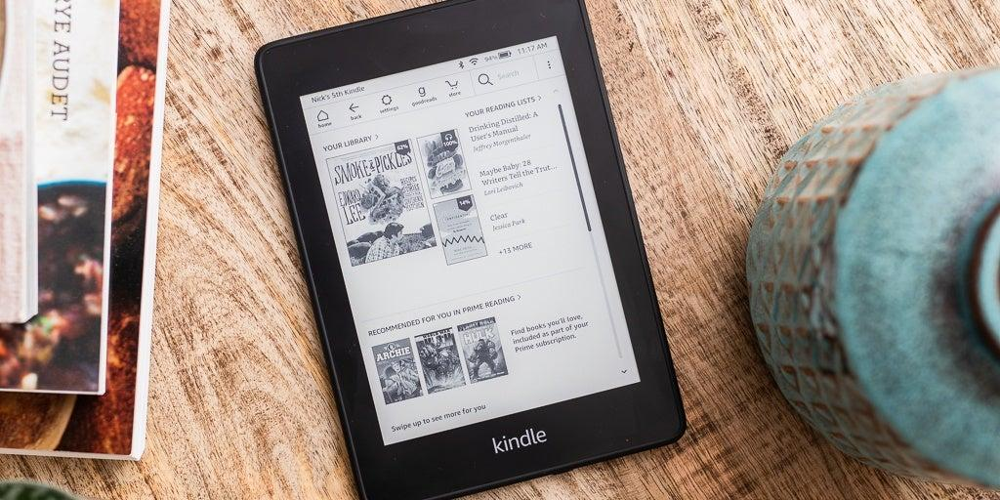 RYE AUDET
94% 11:17 AM
Nick's 5th Kindle
home
back
settings
g
goodreads
store
Search
YOUR LIBRARY >
62%
SMOKE & PICKLES
EDWARD LEE
100%
14%
YOUR READING LISTS >
Drinking Distilled: A
User's Manual
Jeffrey Morgenthaler
Maybe Baby: 28
Writers Tell the Trut...
Lori Leibovich
Clear
Jessica Park
+13 MORE
RECOMMENDED FOR YOU IN PRIME READING >
ARCHIE
HULK
Find books you'll love,
included as part of your
Prime subscription.
Swipe up to see more for you
kindle